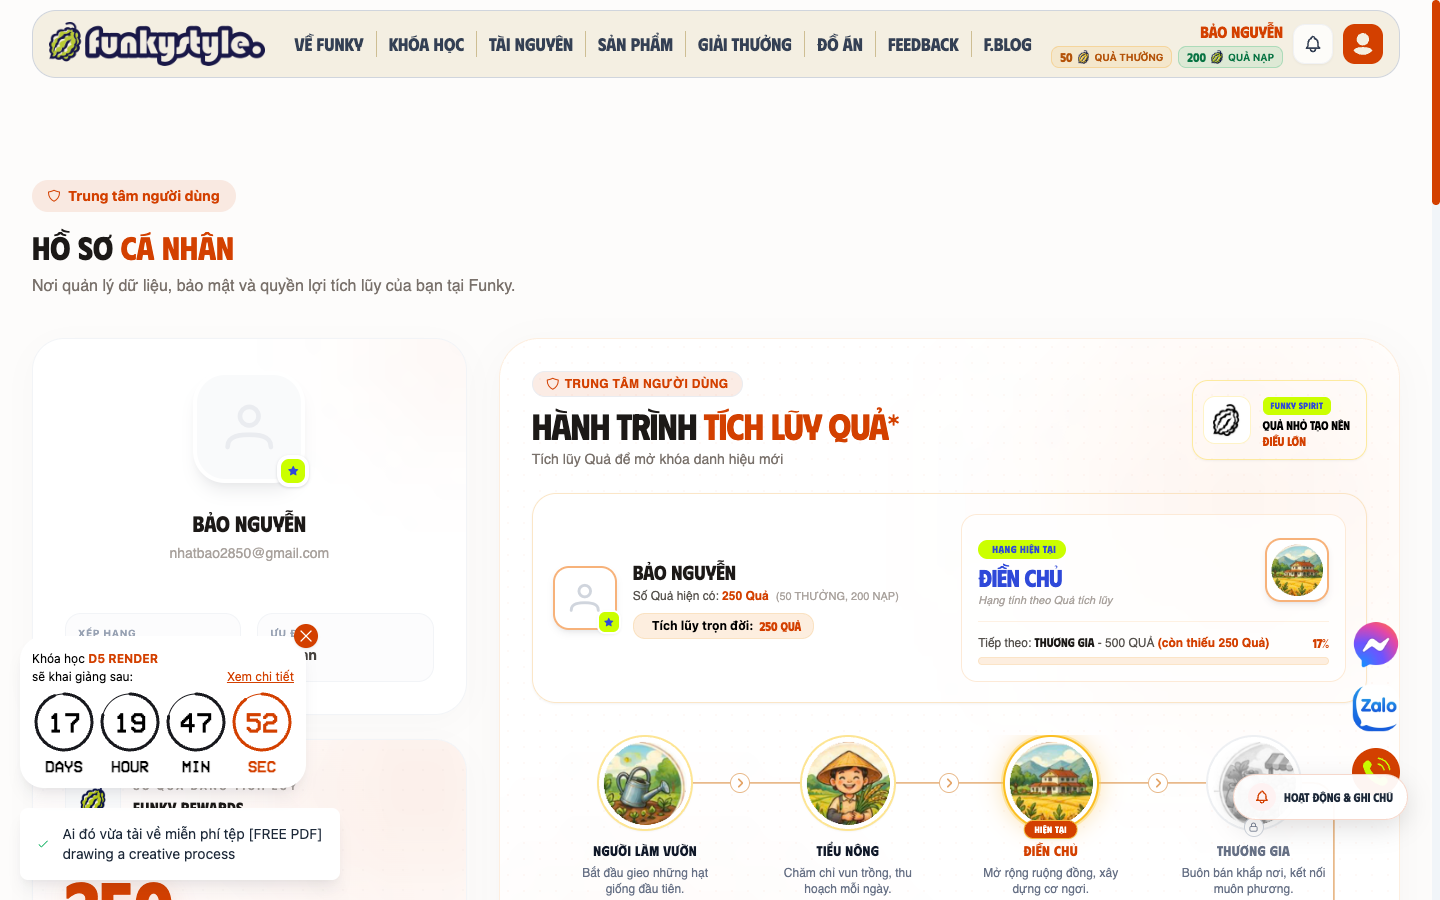 funkystyle.
VỀ FUNKY
KHÓA HỌC
TÀI NGUYÊN
SẢN PHẨM
GIẢI THƯỞNG
ĐỒ ÁN
FEEDBACK
F.BLOG
BẢO NGUYỄN
50 QUẢ THƯỞNG
200 QUẢ NẠP
Trung tâm người dùng
HỒ SƠ CÁ NHÂN
Nơi quản lý dữ liệu, bảo mật và quyền lợi tích lũy của bạn tại Funky.
BẢO NGUYỄN
nhatbao2850@gmail.com
XẾP HẠNG
TRUNG TÂM NGƯỜI DÙNG
HÀNH TRÌNH TÍCH LŨY QUẢ*
Tích lũy Quả để mở khóa danh hiệu mới
FUNKY SPIRIT
QUẢ NHỎ TẠO NÊN
ĐIỀU LỚN
BẢO NGUYỄN
Số Quả hiện có: 250 Quả (50 THƯỞNG, 200 NẠP)
Tích lũy trọn đời: 250 QUẢ
HẠNG HIỆN TẠI
ĐIỀN CHỦ
Hạng tính theo Quả tích lũy
Tiếp theo: THƯƠNG GIA - 500 QUẢ (còn thiếu 250 Quả)
17%
HIỆN TẠI
NGƯỜI LÀM VƯỜN
Bắt đầu gieo những hạt
giống đầu tiên.
TIỂU NÔNG
Chăm chỉ vun trồng, thu
hoạch mỗi ngày.
ĐIỀN CHỦ
Mở rộng ruộng đồng, xây
dựng cơ ngơi.
THƯƠNG GIA
Buôn bán khắp nơi, kết nối
muôn phương.
Khóa học D5 RENDER
sẽ khai giảng sau:
Xem chi tiết
17
19
47
52
DAYS
HOUR
MIN
SEC
FUNKY REWARDS
Ai đó vừa tải về miễn phí tệp [FREE PDF]
drawing a creative process
250
Zalo
HOẠT ĐỘNG & GHI CHÚ